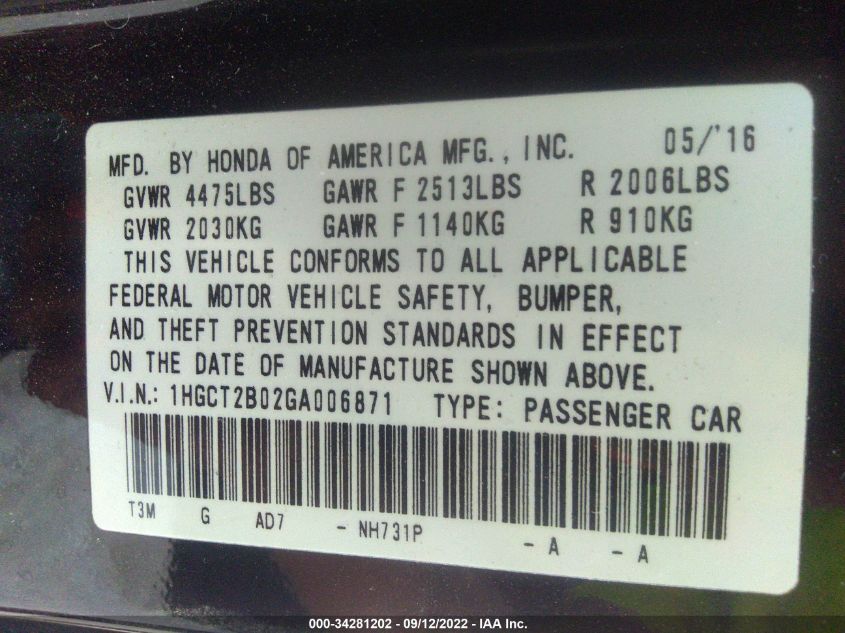 MFD. BY HONDA OF AMERICA MFG., INC. 05/'16
GVWR 4475LBS GAWR F 2513LBS R 2006LBS
GVWR 2030KG GAWR F 1140KG R 910KG
THIS VEHICLE CONFORMS TO ALL APPLICABLE
FEDERAL MOTOR VEHICLE SAFETY, BUMPER,
AND THEFT PREVENTION STANDARDS IN EFFECT
ON THE DATE OF MANUFACTURE SHOWN ABOVE.
V.I.N.: 1HGCT2B02GA006871 TYPE: PASSENGER CAR
T3M G AD7 - NH731P - A - A
000-34281202 - 09/12/2022 - IAA Inc.